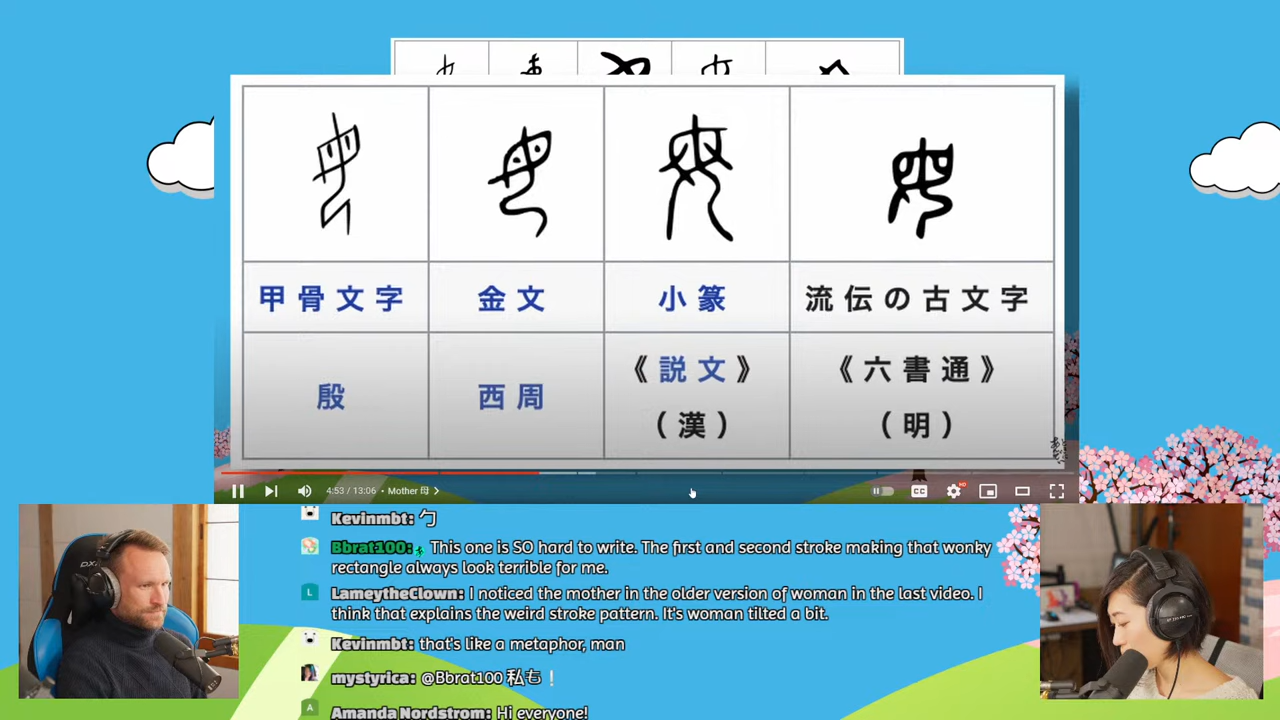 甲骨文字
金文
小篆
流伝の古文字
殷
西周
《説文》
(漢)
《六書通》
(明)
4:53 / 13:06 • Mother 母
CC
HD
Kevinmbt: 勹
Bbrat100: This one is SO hard to write. The first and second stroke making that wonky
rectangle always look terrible for me.
L
LameytheClown: I noticed the mother in the older version of woman in the last video. I
think that explains the weird stroke pattern. It's woman tilted a bit.
Kevinmbt: that's like a metaphor, man
mystyrica: @Bbrat100 私も！
A
Amanda Nordstrom: Hi everyone!